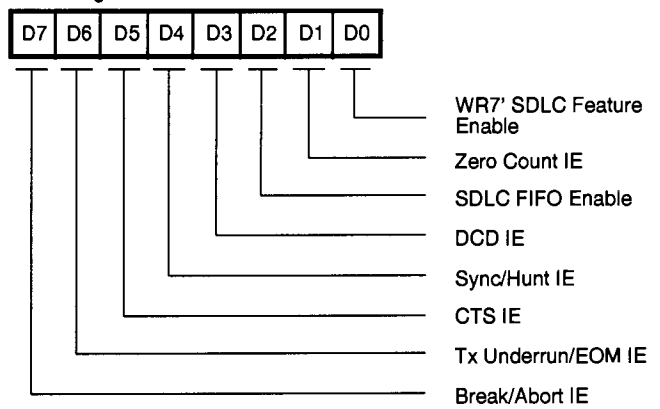 D7 D6 D5 D4 D3 D2 D1 D0
WR7' SDLC Feature
Enable
Zero Count IE
SDLC FIFO Enable
DCD IE
Sync/Hunt IE
CTS IE
Tx Underrun/EOM IE
Break/Abort IE